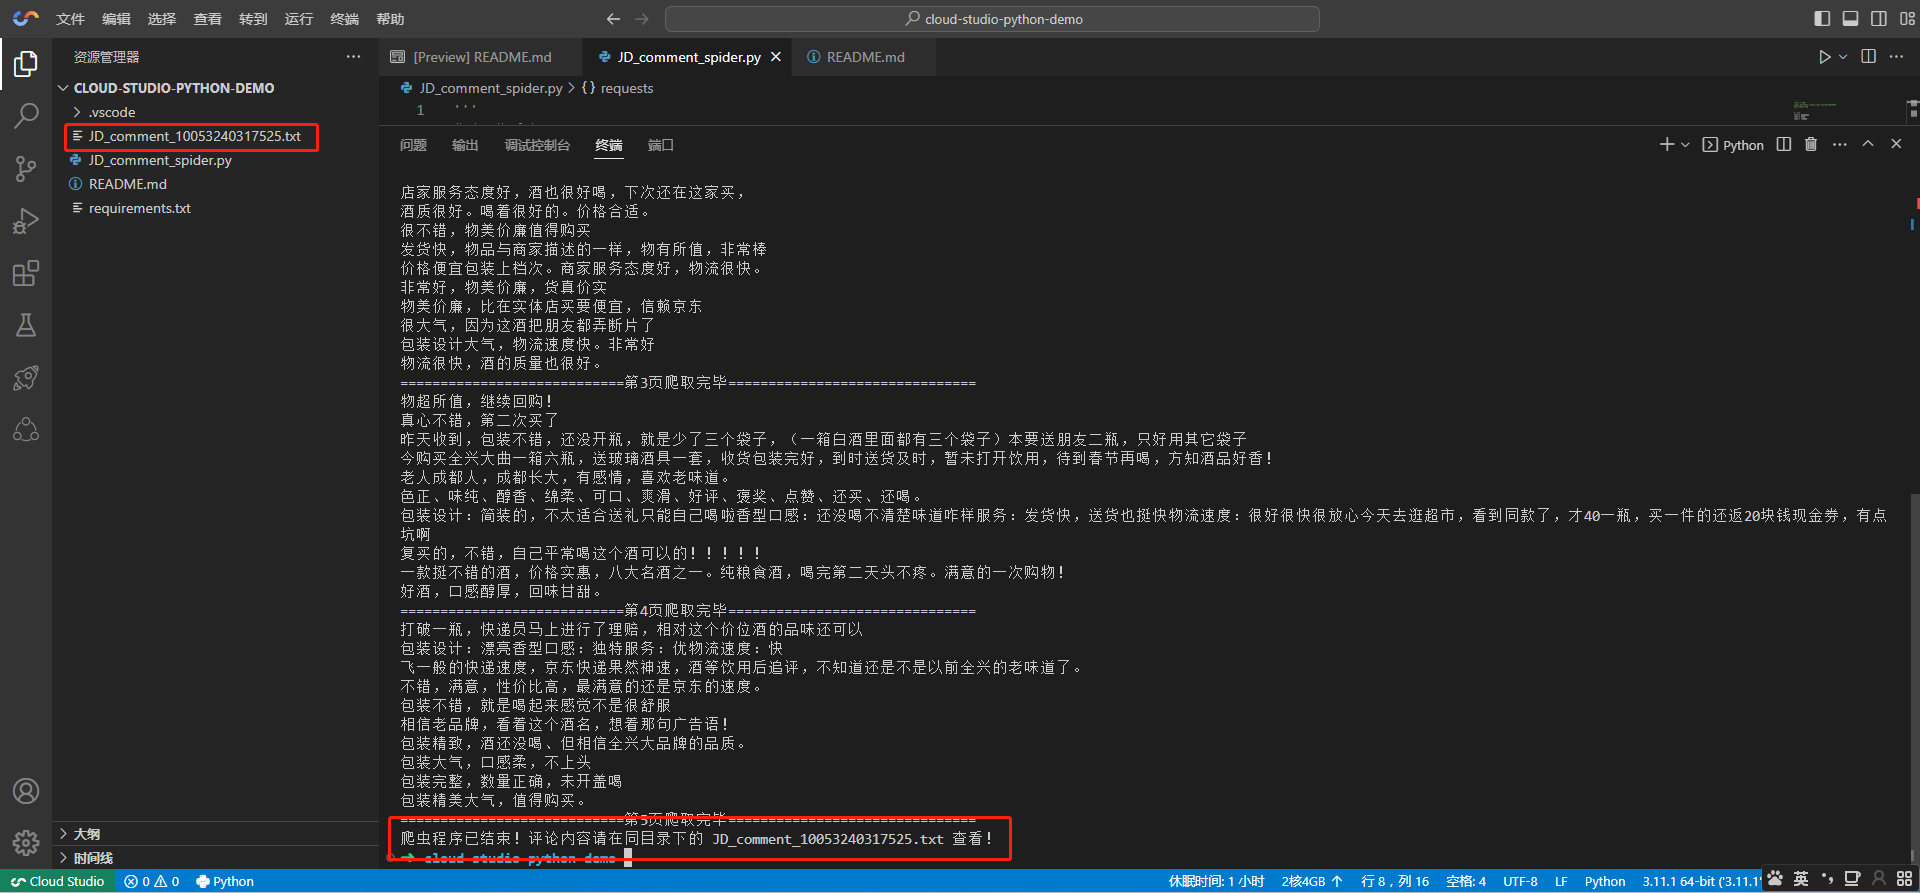 文件 编辑 选择 查看 转到 运行 终端 帮助
cloud-studio-python-demo
资源管理器
[Preview] README.md
JD_comment_spider.py
README.md
CLOUD-STUDIO-PYTHON-DEMO
JD_comment_spider.py > {} requests
.vscode
1 '''
JD_comment_10053240317525.txt
JD_comment_spider.py
README.md
requirements.txt
问题 输出 调试控制台 终端 端口
Python
店家服务态度好，酒也很好喝，下次还在这家买，
酒质很好。喝着很好的。价格合适。
很不错，物美价廉值得购买
发货快，物品与商家描述的一样，物有所值，非常棒
价格便宜包装上档次。商家服务态度好，物流很快。
非常好，物美价廉，货真价实
物美价廉，比在实体店买要便宜，信赖京东
很大气，因为这酒把朋友都弄断片了
包装设计大气，物流速度快。非常好
物流很快，酒的质量也很好。
============================第3页爬取完毕===============================
物超所值，继续回购！
真心不错，第二次买了
昨天收到，包装不错，还没开瓶，就是少了三个袋子，（一箱白酒里面都有三个袋子）本要送朋友二瓶，只好用其它袋子
今购买全兴大曲一箱六瓶，送玻璃酒具一套，收货包装完好，到时送货及时，暂未打开饮用，待到春节再喝，方知酒品好香！
老人成都人，成都长大，有感情，喜欢老味道。
色正、味纯、醇香、绵柔、可口、爽滑、好评、褒奖、点赞、还买、还喝。
包装设计：简装的，不太适合送礼只能自己喝啦香型口感：还没喝不清楚味道咋样服务：发货快，送货也挺快物流速度：很好很快很放心今天去逛超市，看到同款了，才40一瓶，买一件的还返20块钱现金券，有点
坑啊
复买的，不错，自己平常喝这个酒可以的！！！！！
一款挺不错的酒，价格实惠，八大名酒之一。纯粮食酒，喝完第二天头不疼。满意的一次购物！
好酒，口感醇厚，回味甘甜。
============================第4页爬取完毕===============================
打破一瓶，快递员马上进行了理赔，相对这个价位酒的品味还可以
包装设计：漂亮香型口感：独特服务：优物流速度：快
飞一般的快递速度，京东快递果然神速，酒等饮用后追评，不知道还是不是以前全兴的老味道了。
不错，满意，性价比高，最满意的还是京东的速度。
包装不错，就是喝起来感觉不是很舒服
相信老品牌，看着这个酒名，想着那句广告语！
包装精致，酒还没喝、但相信全兴大品牌的品质。
包装大气，口感柔，不上头
包装完整，数量正确，未开盖喝
包装精美大气，值得购买。
============================第5页爬取完毕===============================
爬虫程序已结束！评论内容请在同目录下的 JD_comment_10053240317525.txt 查看！
➜ cloud-studio-python-demo
大纲
时间线
Cloud Studio 0 0 Python 休眠时间: 1 小时 2核4GB ↑ 行 8，列 16 空格: 4 UTF-8 LF Python 3.11.1 64-bit ('3.11.1' 英